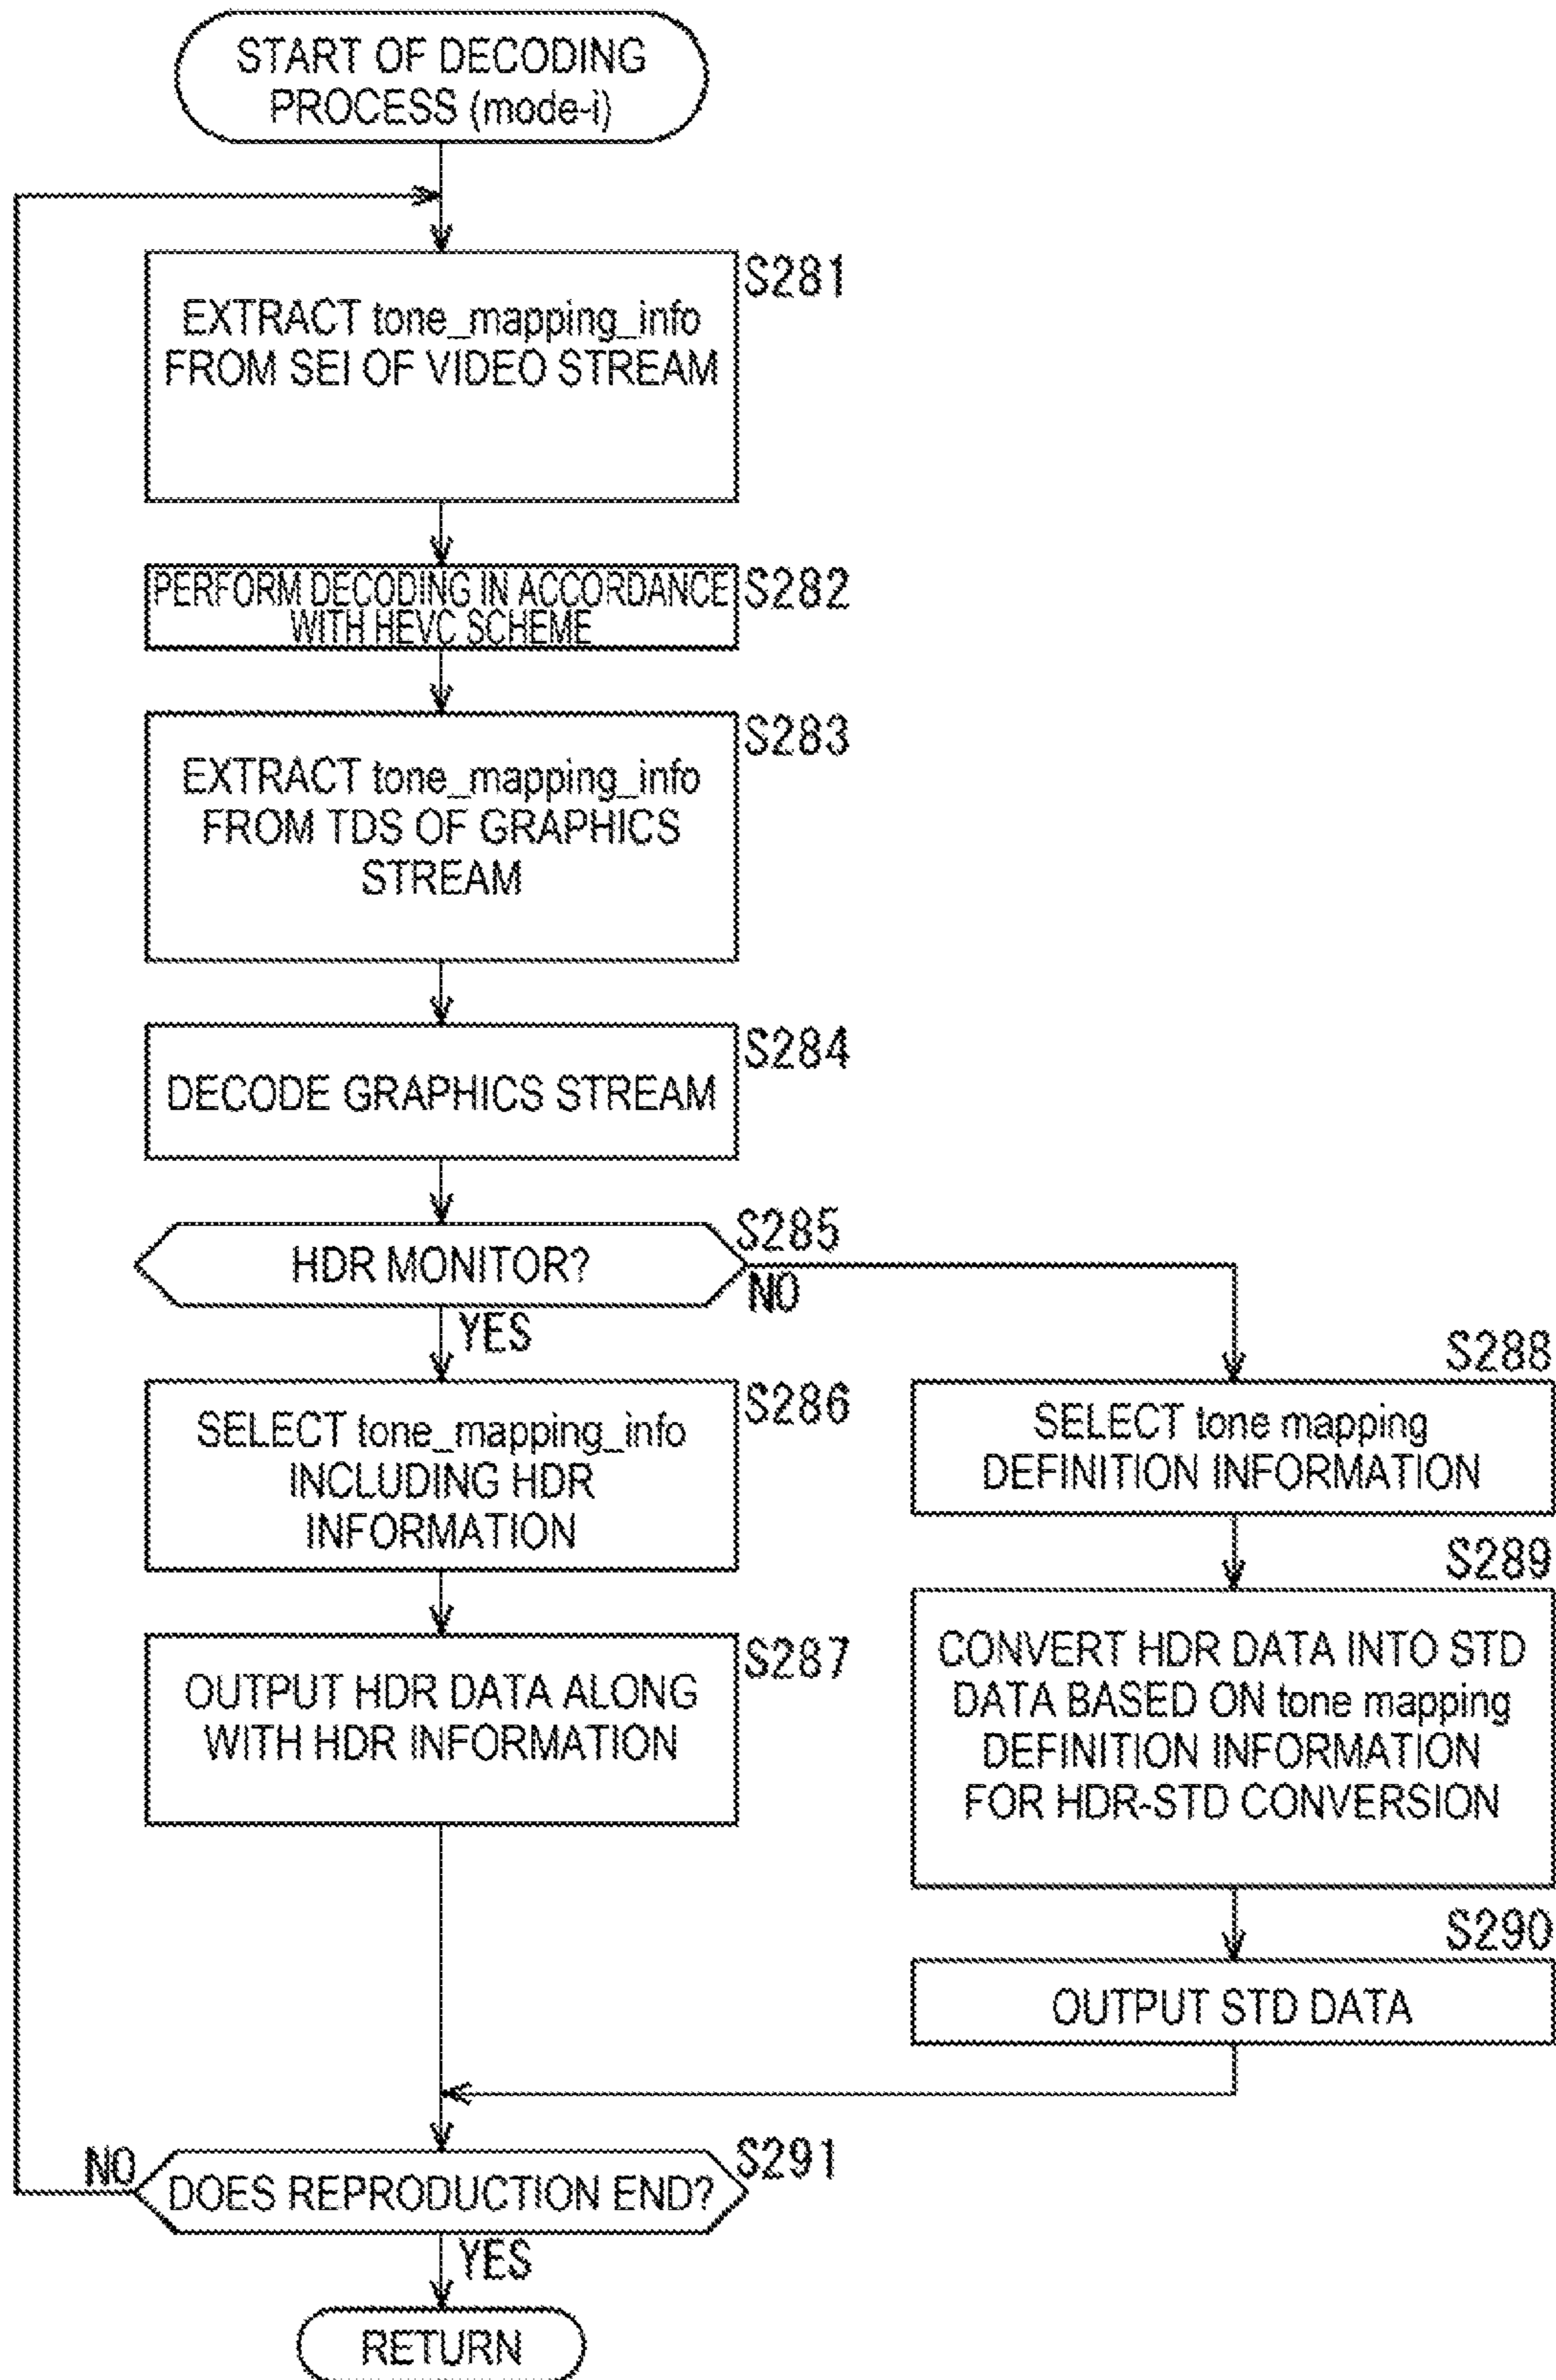 START OF DECODING
PROCESS (mode-i)
S281
EXTRACT tone_mapping_info
FROM SEI OF VIDEO STREAM
S282
PERFORM DECODING IN ACCORDANCE
WITH HEVC SCHEME
S283
EXTRACT tone_mapping_info
FROM TDS OF GRAPHICS
STREAM
S284
DECODE GRAPHICS STREAM
S285
HDR MONITOR?
NO
YES
S286
SELECT tone_mapping_info
INCLUDING HDR
INFORMATION
S287
OUTPUT HDR DATA ALONG
WITH HDR INFORMATION
S288
SELECT tone mapping
DEFINITION INFORMATION
S289
CONVERT HDR DATA INTO STD
DATA BASED ON tone mapping
DEFINITION INFORMATION
FOR HDR-STD CONVERSION
S290
OUTPUT STD DATA
S291
NO
DOES REPRODUCTION END?
YES
RETURN